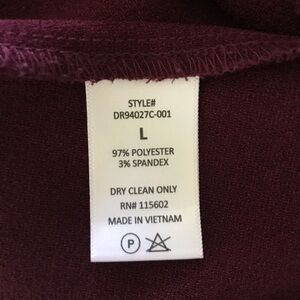 STYLE#
DR94027C-001
L
97% POLYESTER
3% SPANDEX
DRY CLEAN ONLY
RN# 115602
MADE IN VIETNAM
P